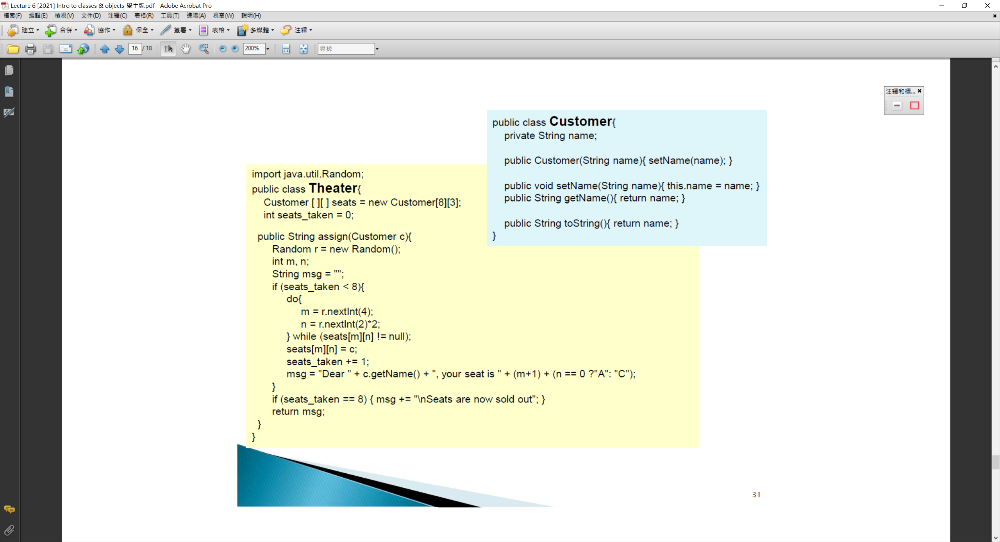 Lecture 6 [2021] Intro to classes & objects-學生版.pdf - Adobe Acrobat Pro
檔案(F) 編輯(E) 檢視(V) 文件(D) 注釋(C) 表格(R) 工具(T) 進階(A) 視窗(W) 說明(H)
建立 合併 協作 保全 簽署 表格 多媒體 注釋
16 / 18 200% 尋找
注釋和標...
public class Customer{
private String name;
public Customer(String name){ setName(name); }
public void setName(String name){ this.name = name; }
public String getName(){ return name; }
public String toString(){ return name; }
}
import java.util.Random;
public class Theater{
Customer [ ][ ] seats = new Customer[8][3];
int seats_taken = 0;
public String assign(Customer c){
Random r = new Random();
int m, n;
String msg = "";
if (seats_taken < 8){
do{
m = r.nextInt(4);
n = r.nextInt(2)*2;
} while (seats[m][n] != null);
seats[m][n] = c;
seats_taken += 1;
msg = "Dear " + c.getName() + ", your seat is " + (m+1) + (n == 0 ?"A": "C");
}
if (seats_taken == 8) { msg += "\nSeats are now sold out"; }
return msg;
}
}
31